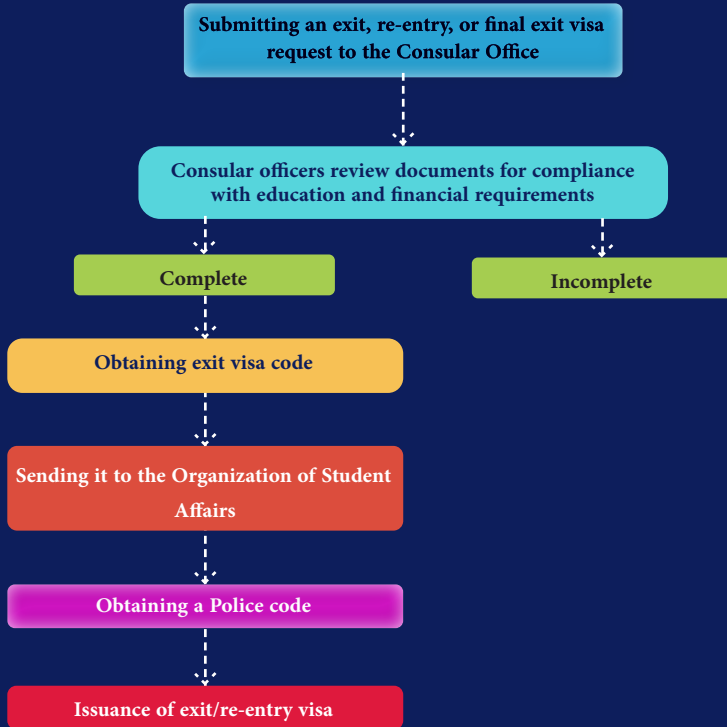 Submitting an exit, re-entry, or final exit visa
request to the Consular Office
Consular officers review documents for compliance
with education and financial requirements
Complete
Incomplete
Obtaining exit visa code
Sending it to the Organization of Student
Affairs
Obtaining a Police code
Issuance of exit/re-entry visa